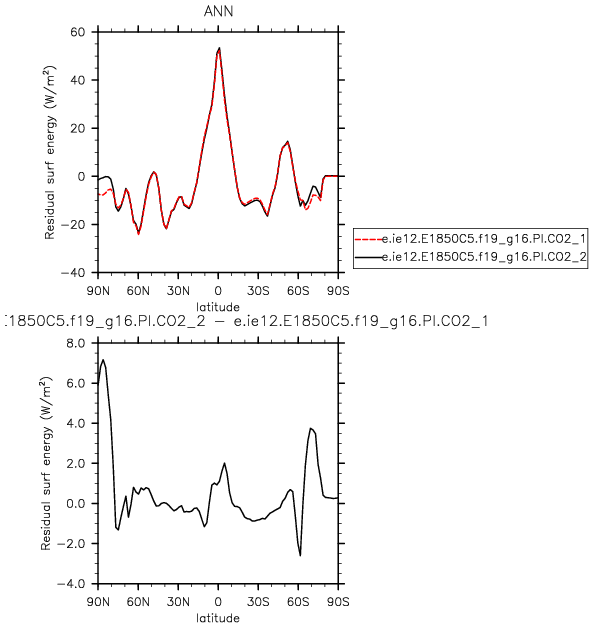 ANN
Residual surf energy (W/m²)
60
40
20
0
−20
−40
90N 60N 30N 0 30S 60S 90S
latitude
e.ie12.E1850C5.f19_g16.PI.CO2_1
e.ie12.E1850C5.f19_g16.PI.CO2_2
:1850C5.f19_g16.PI.CO2_2 − e.ie12.E1850C5.f19_g16.PI.CO2_1
Residual surf energy (W/m²)
8.0
6.0
4.0
2.0
0.0
−2.0
−4.0
90N 60N 30N 0 30S 60S 90S
latitude